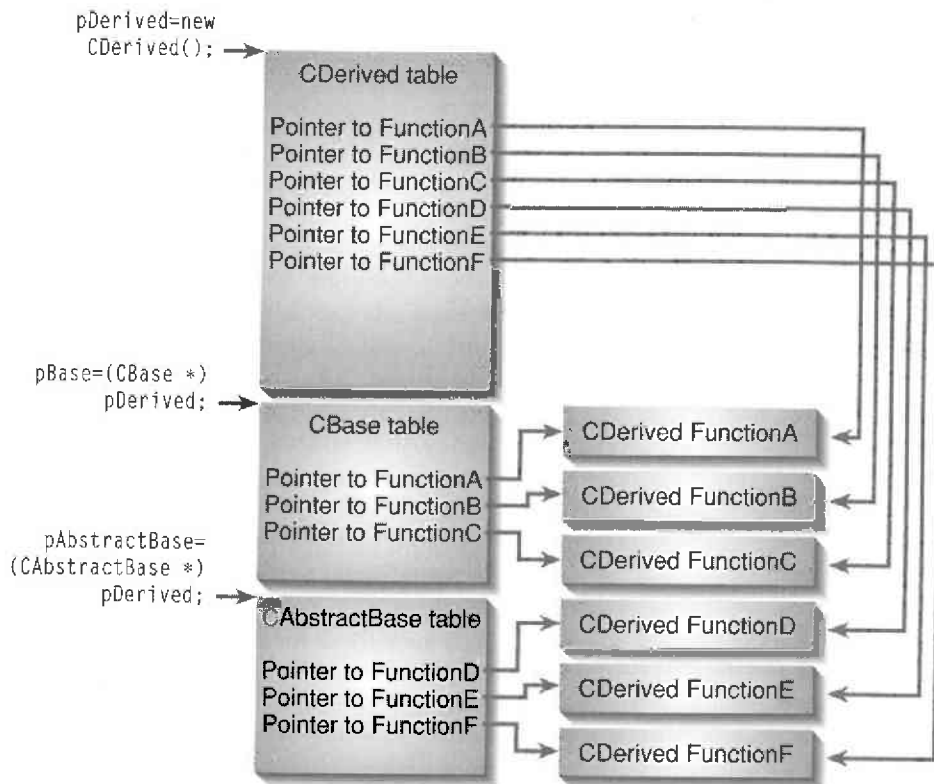 pDerived=new
CDerived();
CDerived table
Pointer to FunctionA
Pointer to FunctionB
Pointer to FunctionC
Pointer to FunctionD
Pointer to FunctionE
Pointer to FunctionF
pBase=(CBase *)
pDerived;
CBase table
Pointer to FunctionA
Pointer to FunctionB
Pointer to FunctionC
CDerived FunctionA
CDerived FunctionB
CDerived FunctionC
pAbstractBase=
(CAbstractBase *)
pDerived;
CAbstractBase table
Pointer to FunctionD
Pointer to FunctionE
Pointer to FunctionF
CDerived FunctionD
CDerived FunctionE
CDerived FunctionF